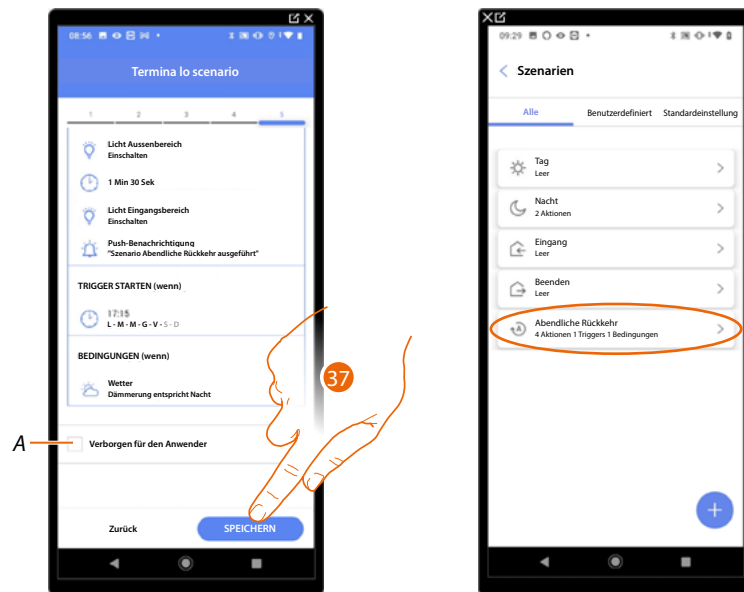 08:56
Termina lo scenario
1 2 3 4 5
Licht Aussenbereich
Einschalten
1 Min 30 Sek
Licht Eingangsbereich
Einschalten
Push-Benachrichtigung
"Szenario Abendliche Rückkehr ausgeführt"
TRIGGER STARTEN (wenn)
17:15
L - M - M - G - V - S - D
BEDINGUNGEN (wenn)
Wetter
Dämmerung entspricht Nacht
A
Verborgen für den Anwender
Zurück
SPEICHERN
37
09:29
Szenarien
Alle Benutzerdefiniert Standardeinstellung
Tag
Leer
Nacht
2 Aktionen
Eingang
Leer
Beenden
Leer
A
Abendliche Rückkehr
4 Aktionen 1 Triggers 1 Bedingungen